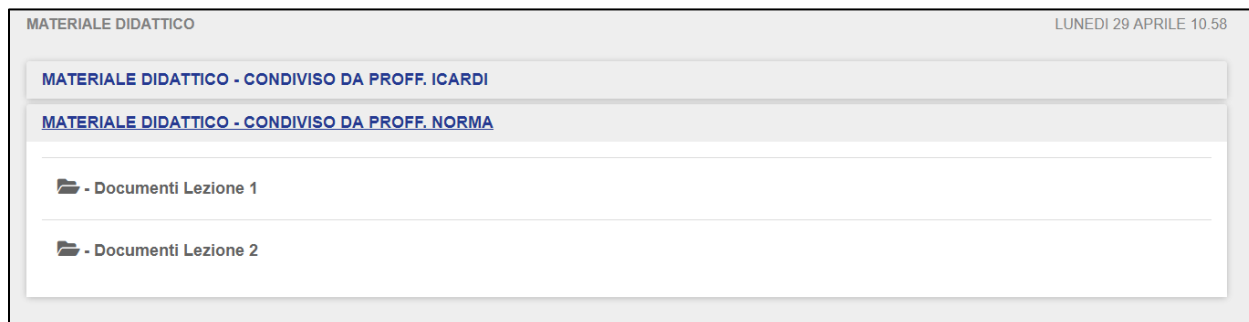 MATERIALE DIDATTICO LUNEDI 29 APRILE 10.58
MATERIALE DIDATTICO - CONDIVISO DA PROFF. ICARDI
MATERIALE DIDATTICO - CONDIVISO DA PROFF. NORMA
- Documenti Lezione 1
- Documenti Lezione 2